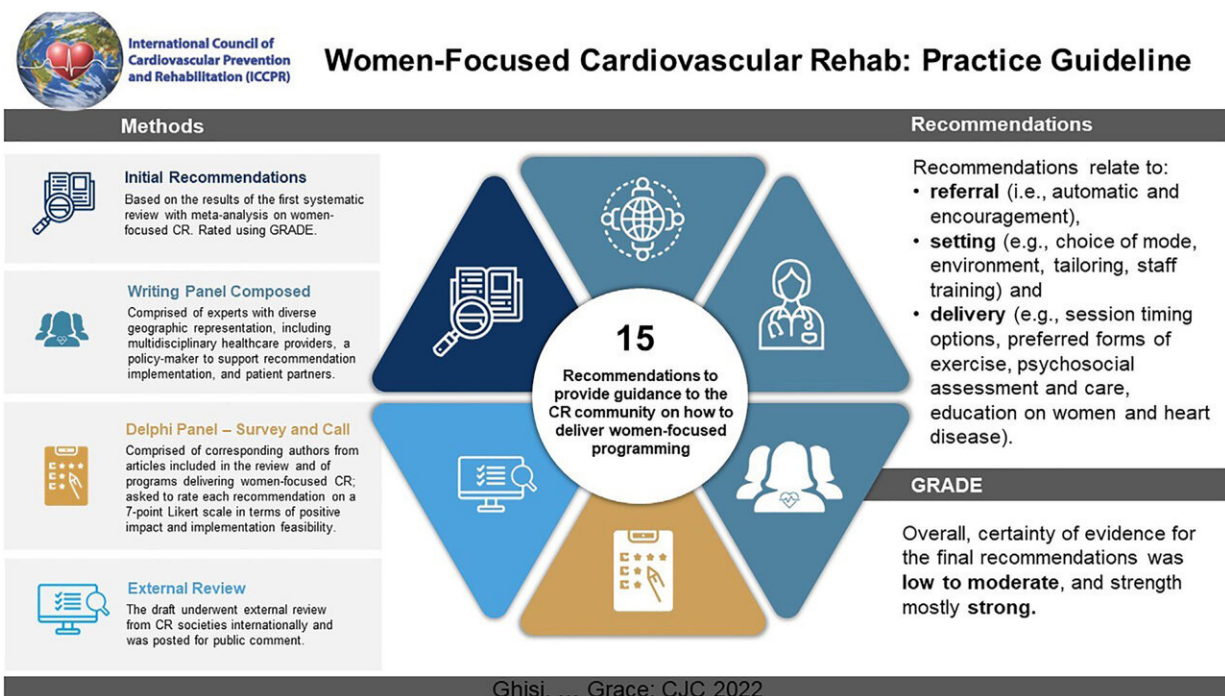 International Council of
Cardiovascular Prevention
and Rehabilitation (ICCPR)
Women-Focused Cardiovascular Rehab: Practice Guideline
Methods
Initial Recommendations
Based on the results of the first systematic
review with meta-analysis on women-
focused CR. Rated using GRADE.
Writing Panel Composed
Comprised of experts with diverse
geographic representation, including
multidisciplinary healthcare providers, a
policy-maker to support recommendation
implementation, and patient partners.
Delphi Panel – Survey and Call
Comprised of corresponding authors from
articles included in the review and of
programs delivering women-focused CR;
asked to rate each recommendation on a
7-point Likert scale in terms of positive
impact and implementation feasibility.
External Review
The draft underwent external review
from CR societies internationally and
was posted for public comment.
15
Recommendations to
provide guidance to the
CR community on how to
deliver women-focused
programming
Recommendations
Recommendations relate to:
• referral (i.e., automatic and
encouragement),
• setting (e.g., choice of mode,
environment, tailoring, staff
training) and
• delivery (e.g., session timing
options, preferred forms of
exercise, psychosocial
assessment and care,
education on women and heart
disease).
GRADE
Overall, certainty of evidence for
the final recommendations was
low to moderate, and strength
mostly strong.
Ghisi, … Grace; CJC 2022